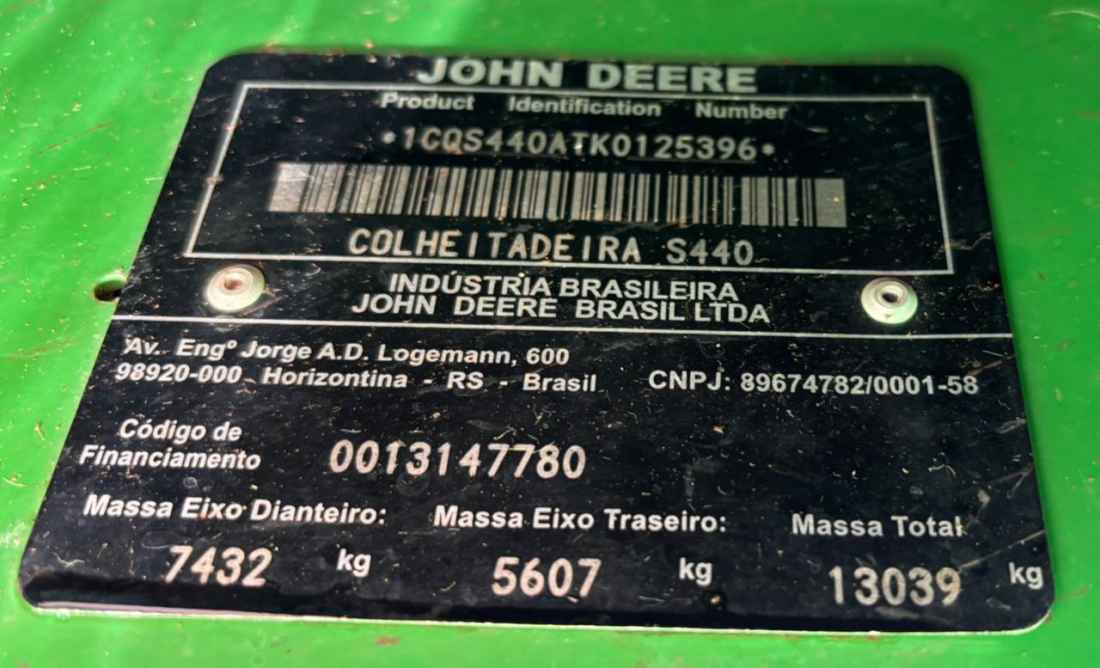 JOHN DEERE
Product Identification Number
*1CQS440ATK0125396*
COLHEITADEIRA S440
INDÚSTRIA BRASILEIRA
JOHN DEERE BRASIL LTDA
Av. Engº Jorge A.D. Logemann, 600
98920-000 Horizontina - RS - Brasil CNPJ: 89674782/0001-58
Código de
Financiamento 0013147780
Massa Eixo Dianteiro: Massa Eixo Traseiro: Massa Total
7432 kg 5607 kg 13039 kg